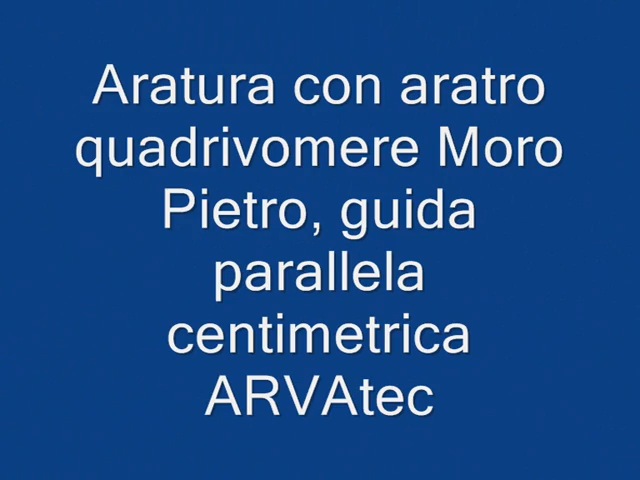 Aratura con aratro
quadrivomere Moro
Pietro, guida
parallela
centimetrica
ARVAtec